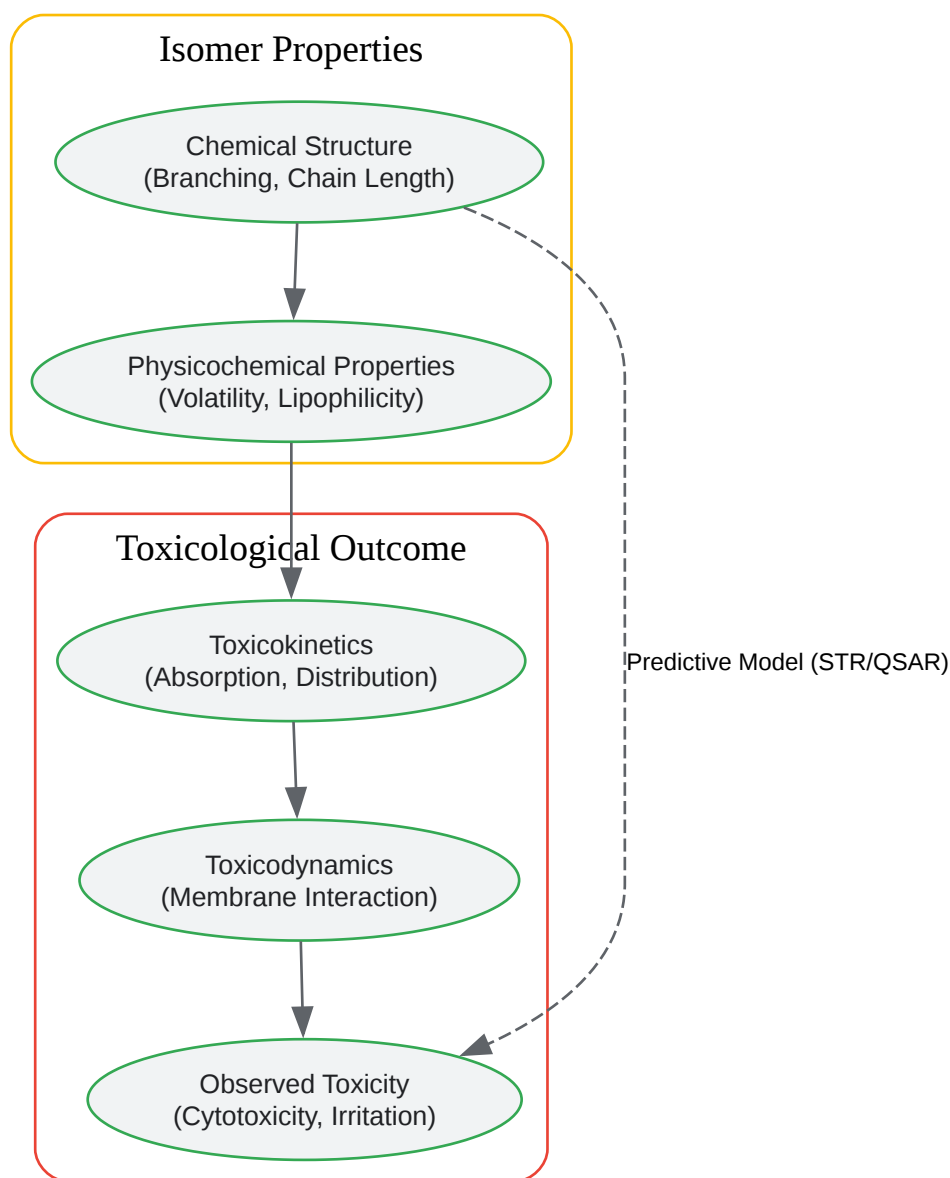 Isomer Properties
Chemical Structure
(Branching, Chain Length)
Physicochemical Properties
(Volatility, Lipophilicity)
Toxicological Outcome
Toxicokinetics
(Absorption, Distribution)
Predictive Model (STR/QSAR)
Toxicodynamics
(Membrane Interaction)
Observed Toxicity
(Cytotoxicity, Irritation)